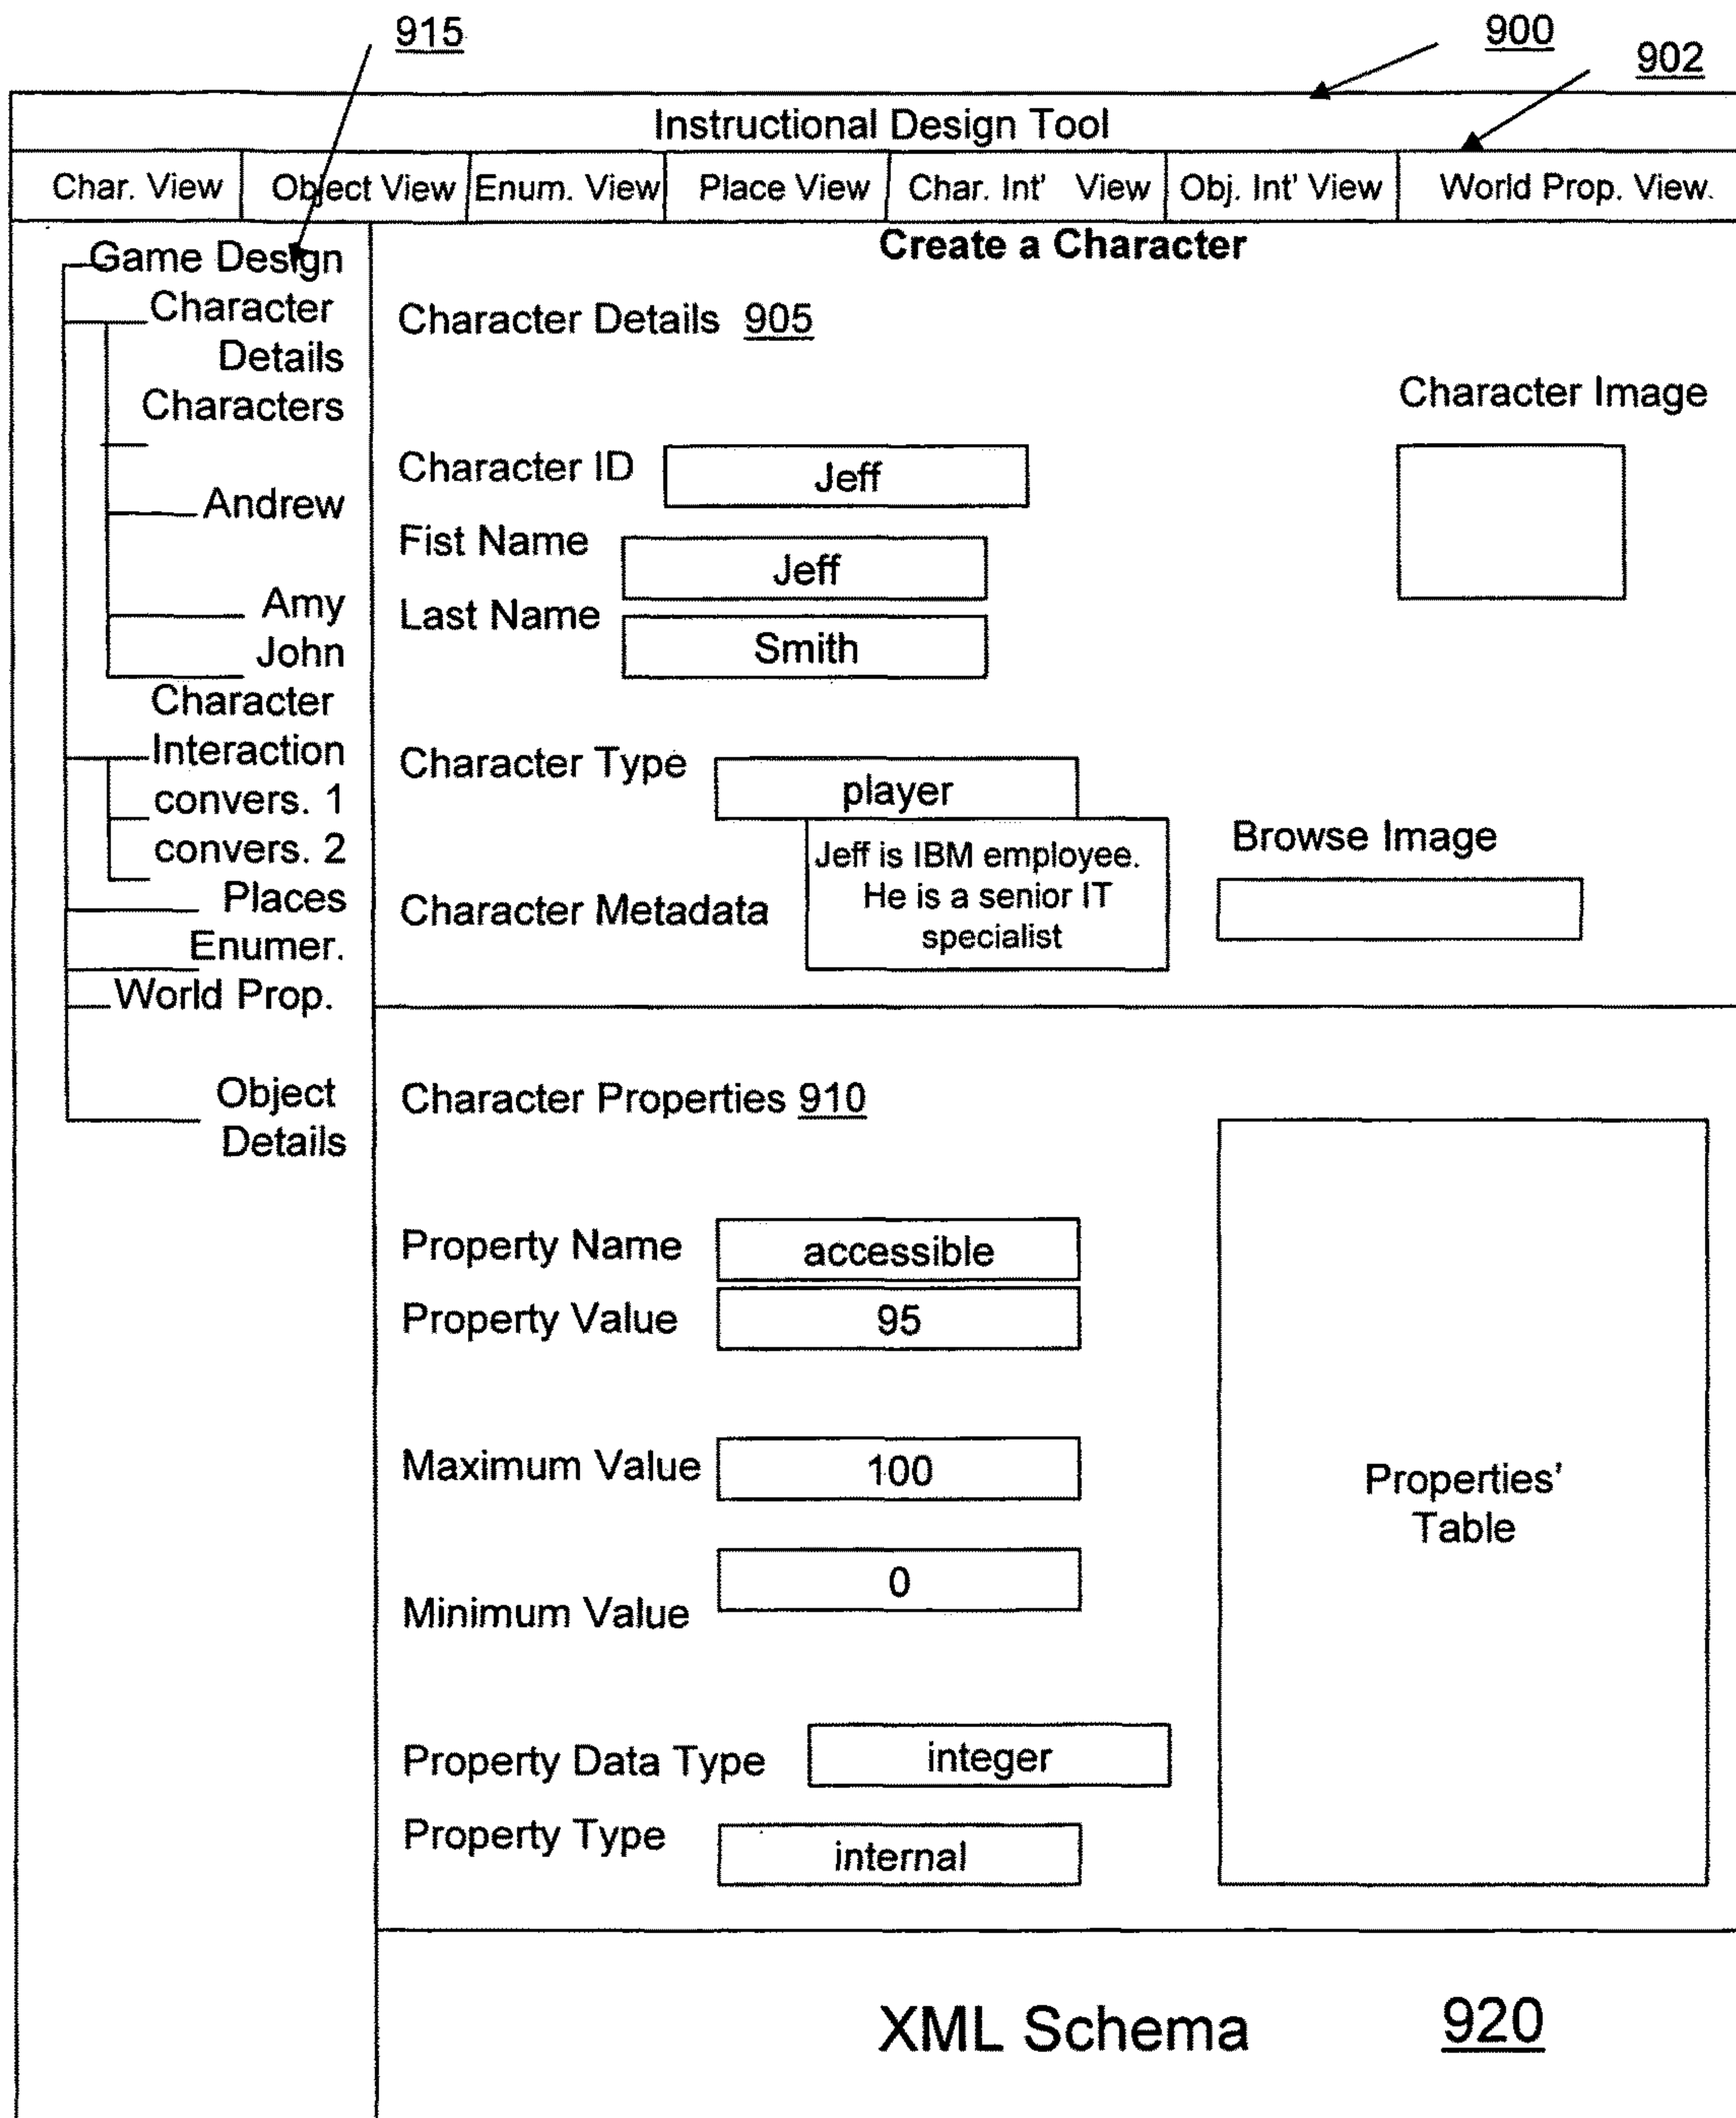 915
900
902
Instructional Design Tool
Char. View Object View Enum. View Place View Char. Int' View Obj. Int' View World Prop. View.
Game Design
Character
Details
Characters
Andrew
Amy
John
Character
Interaction
convers. 1
convers. 2
Places
Enumer.
World Prop.
Object
Details
Create a Character
Character Details 905
Character Image
Character ID Jeff
Fist Name Jeff
Last Name Smith
Character Type player
Character Metadata
Jeff is IBM employee.
He is a senior IT
specialist
Browse Image
Character Properties 910
Property Name accessible
Property Value 95
Maximum Value 100
Minimum Value 0
Property Data Type integer
Property Type internal
Properties'
Table
XML Schema 920